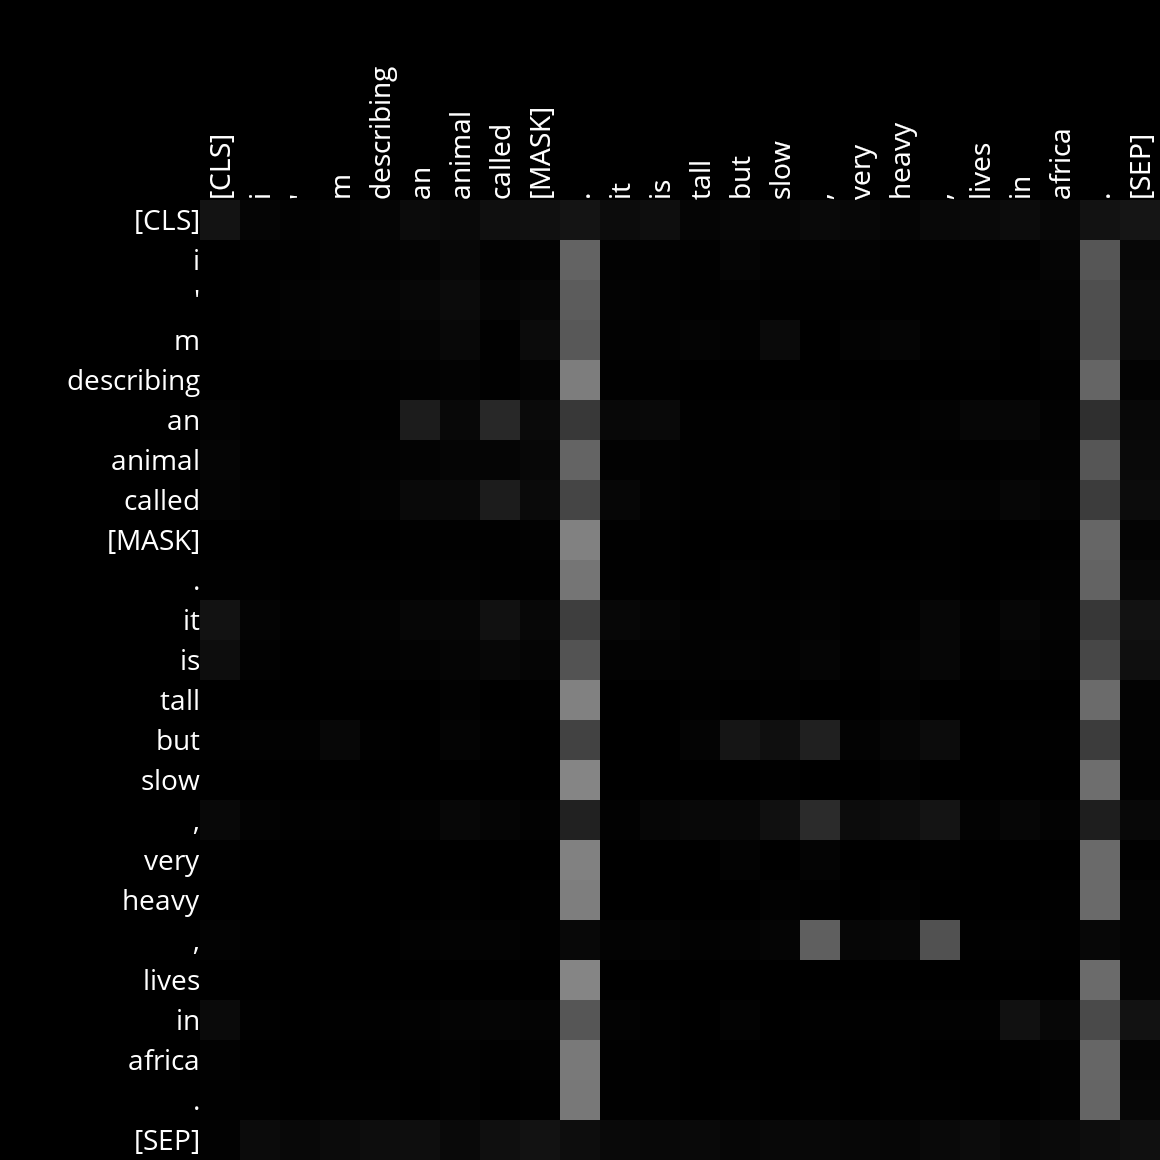 [CLS] i ' m describing an animal called [MASK] . it is tall but slow , very heavy , lives in africa . [SEP]
[CLS]
i
'
m
describing
an
animal
called
[MASK]
.
it
is
tall
but
slow
,
very
heavy
,
lives
in
africa
.
[SEP]